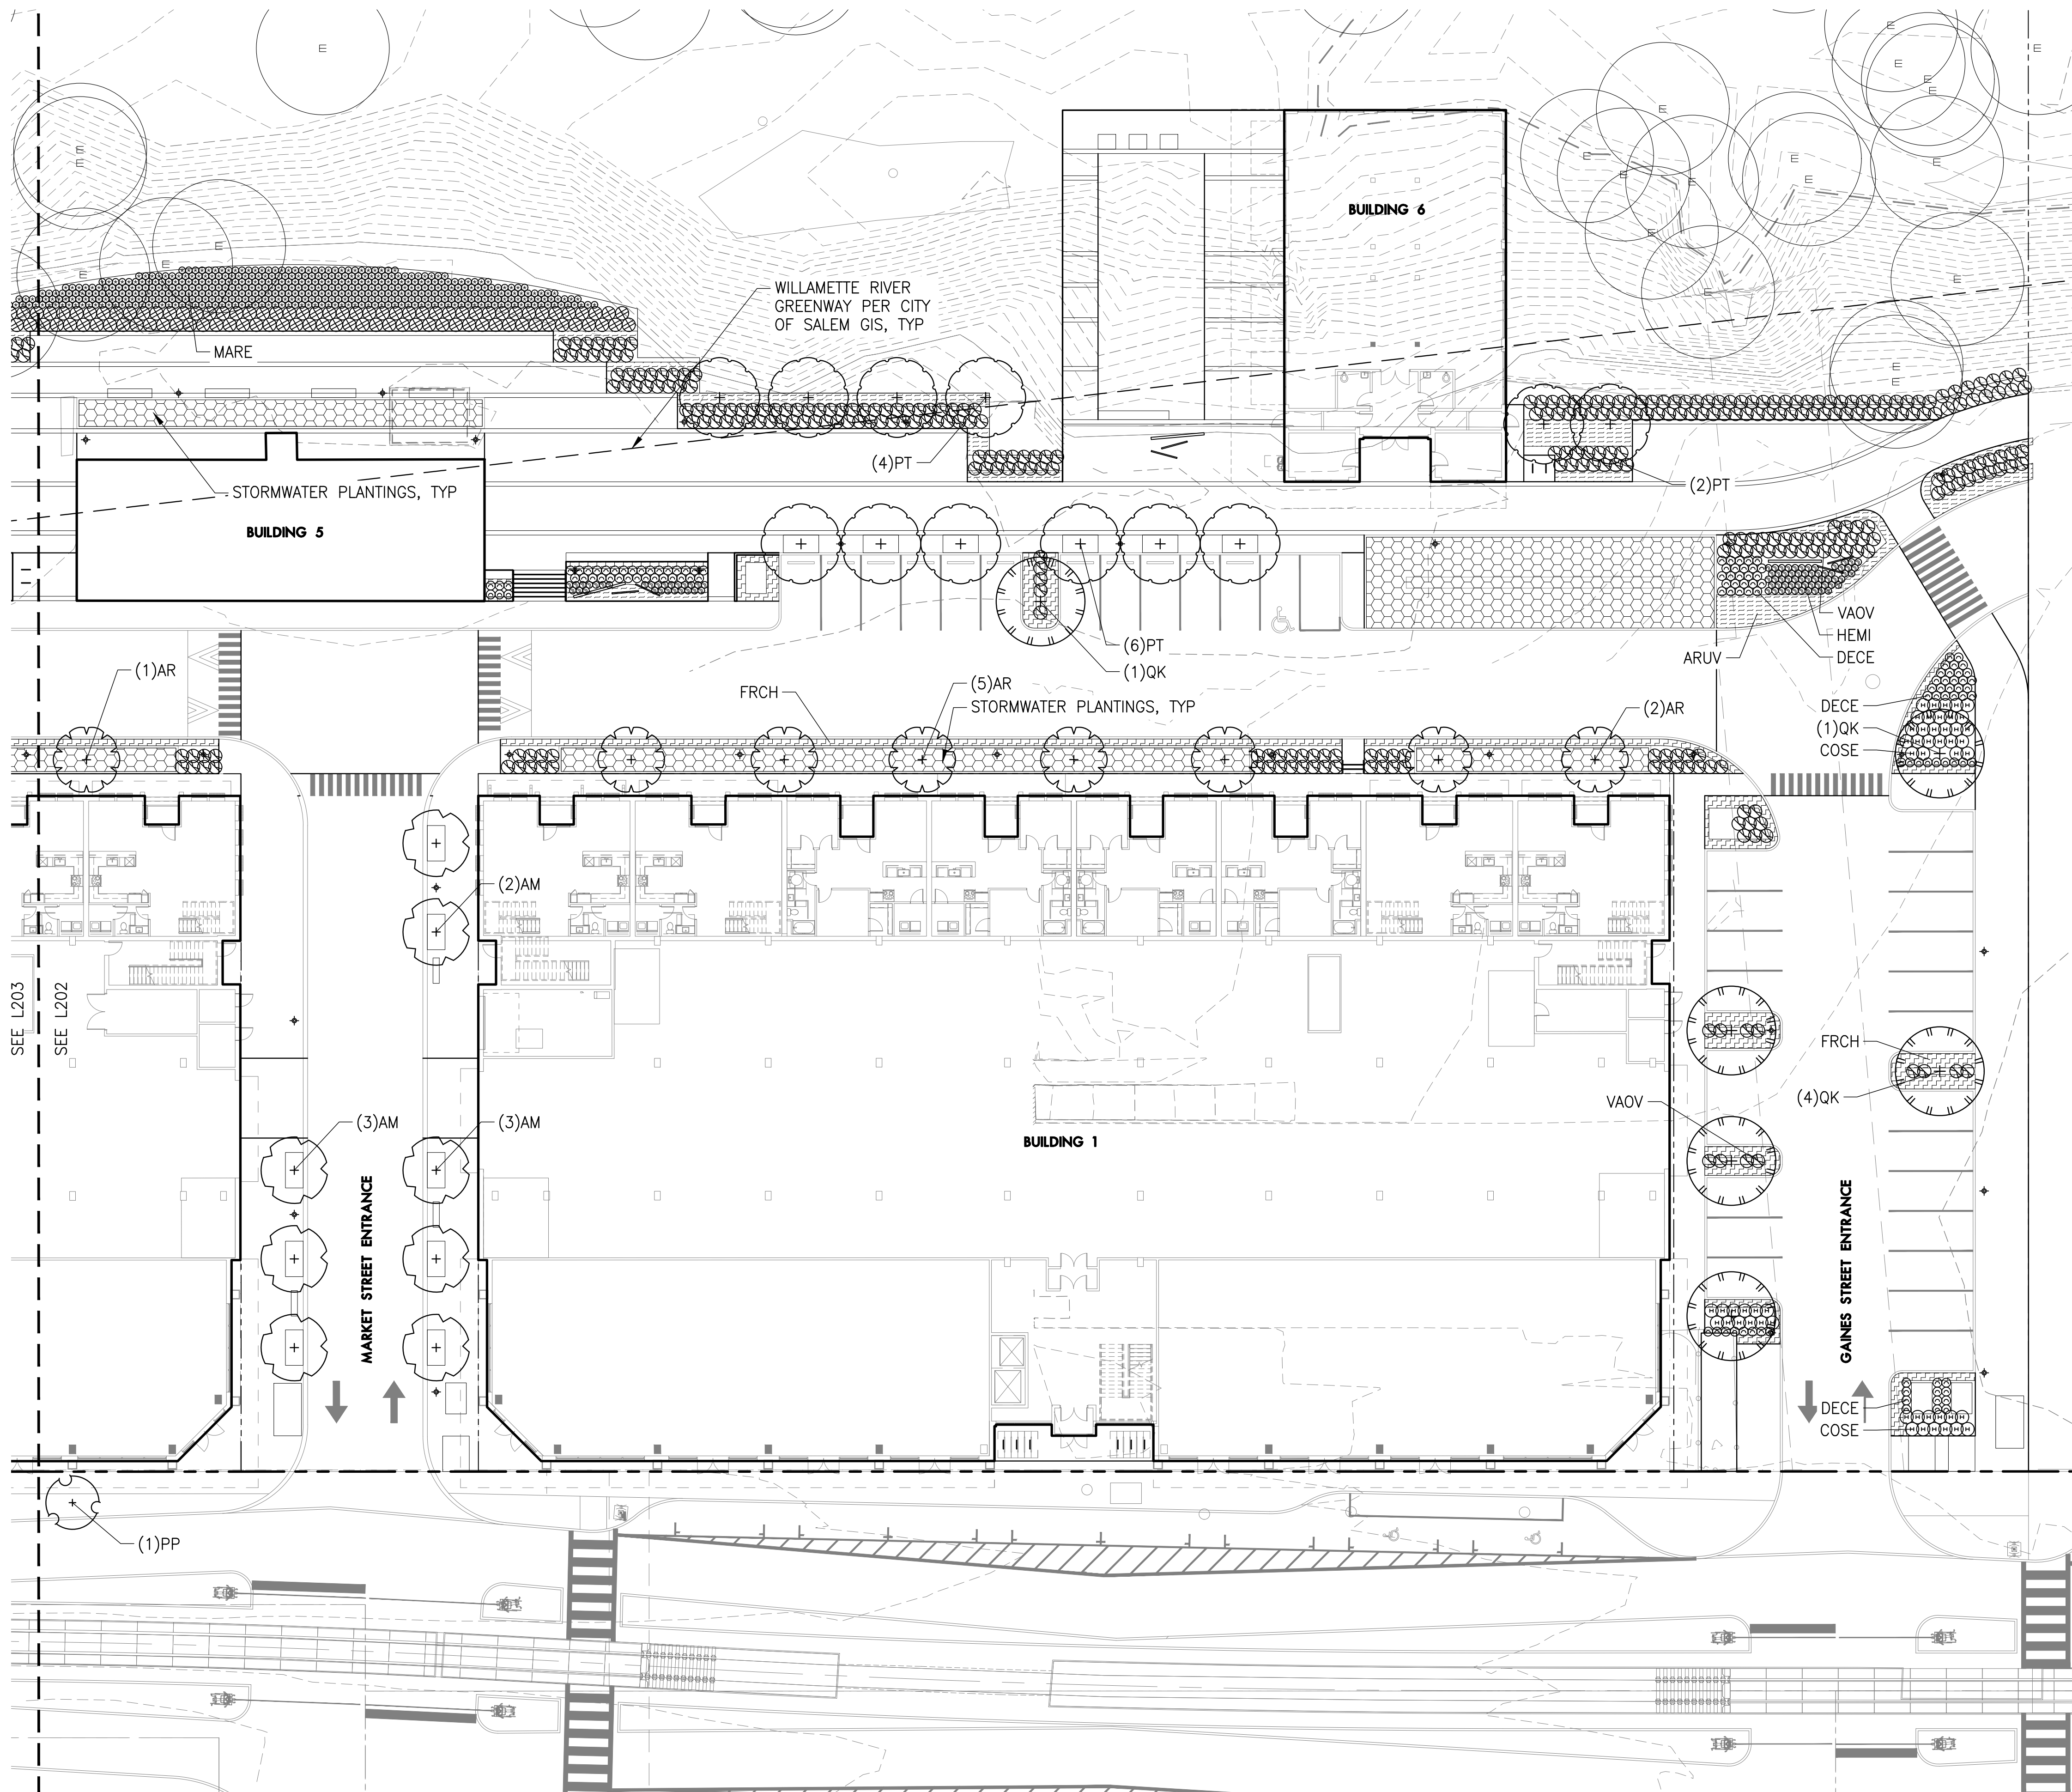 BUILDING 6
WILLAMETTE RIVER
GREENWAY PER CITY
OF SALEM GIS, TYP
MARE
(4)PT
(2)PT
STORMWATER PLANTINGS, TYP
BUILDING 5
VAOV
HEMI
DECE
ARUV
(6)PT
(1)QK
(1)AR
(5)AR
FRCH
STORMWATER PLANTINGS, TYP
(2)AR
DECE
(1)QK
COSE
(2)AM
SEE L203
SEE L202
FRCH
(4)QK
VAOV
(3)AM
(3)AM
BUILDING 1
MARKET STREET ENTRANCE
GAINES STREET ENTRANCE
DECE
COSE
(1)PP